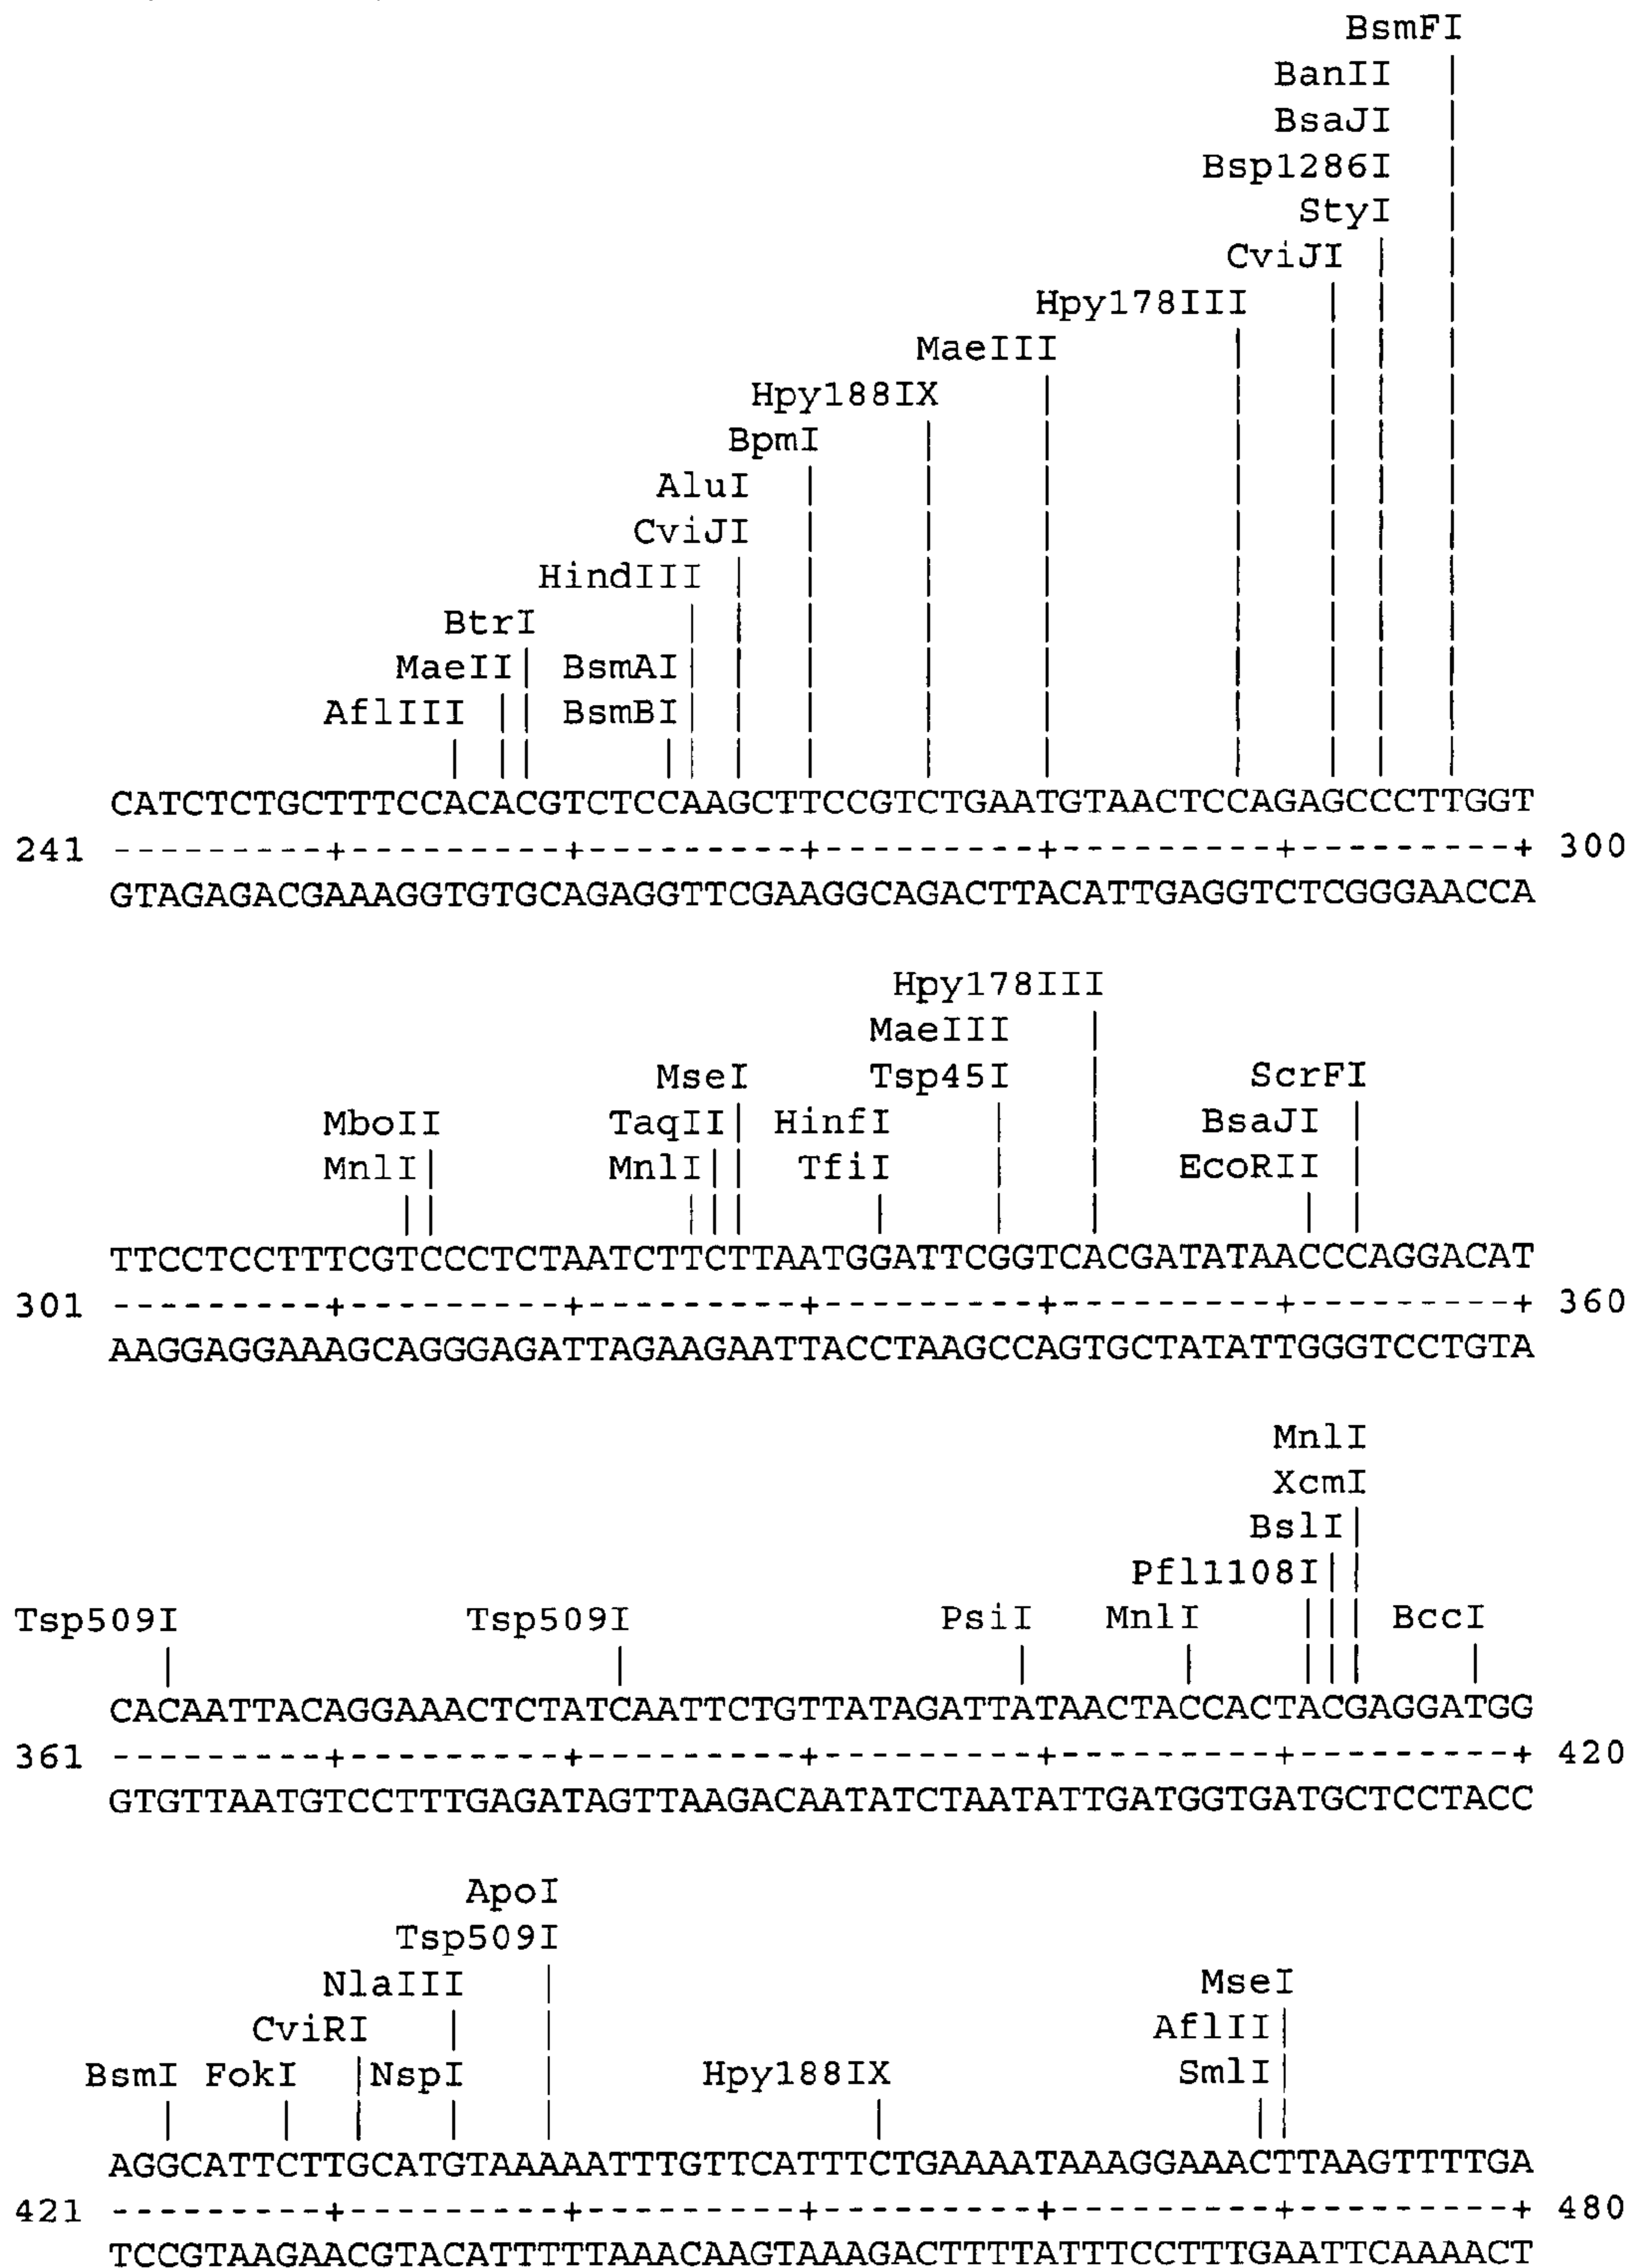 BsmFI
BanII
BsaJI
Bsp1286I
StyI
CviJI
Hpy178III
MaeIII
Hpy188IX
BpmI
AluI
CviJI
HindIII
BtrI
MaeII BsmAI
AflIII BsmBI
CATCTCTGCTTTCCACACGTCTCCAAGCTTCCGTCTGAATGTAACTCCAGAGCCCTTGGT
241 ---------+---------+---------+---------+---------+---------+ 300
GTAGAGACGAAAGGTGTGCAGAGGTTCGAAGGCAGACTTACATTGAGGTCTCGGGAACCA
Hpy178III
MaeIII
MseI Tsp45I ScrFI
MboII TaqII HinfI BsaJI
MnlI MnlI TfiI EcoRII
TTCCTCCTTTCGTCCCTCTAATCTTCTTAATGGATTCGGTCACGATATAACCCAGGACAT
301 ---------+---------+---------+---------+---------+---------+ 360
AAGGAGGAAAGCAGGGAGATTAGAAGAATTACCTAAGCCAGTGCTATATTGGGTCCTGTA
MnlI
XcmI
BslI
Pfl1108I
Tsp509I Tsp509I PsiI MnlI BccI
CACAATTACAGGAAACTCTATCAATTCTGTTATAGATTATAACTACCACTACGAGGATGG
361 ---------+---------+---------+---------+---------+---------+ 420
GTGTTAATGTCCTTTGAGATAGTTAAGACAATATCTAATATTGATGGTGATGCTCCTACC
ApoI
Tsp509I
NlaIII MseI
CviRI AflII
BsmI FokI NspI Hpy188IX SmlI
AGGCATTCTTGCATGTAAAAAATTTGTTCATTTCTGAAAATAAAGGAAACTTAAGTTTTGA
421 ---------+---------+---------+---------+---------+---------+ 480
TCCGTAAGAACGTACATTTTTTAAACAAGTAAAGACTTTTATTTCCTTTGAATTCAAAACT